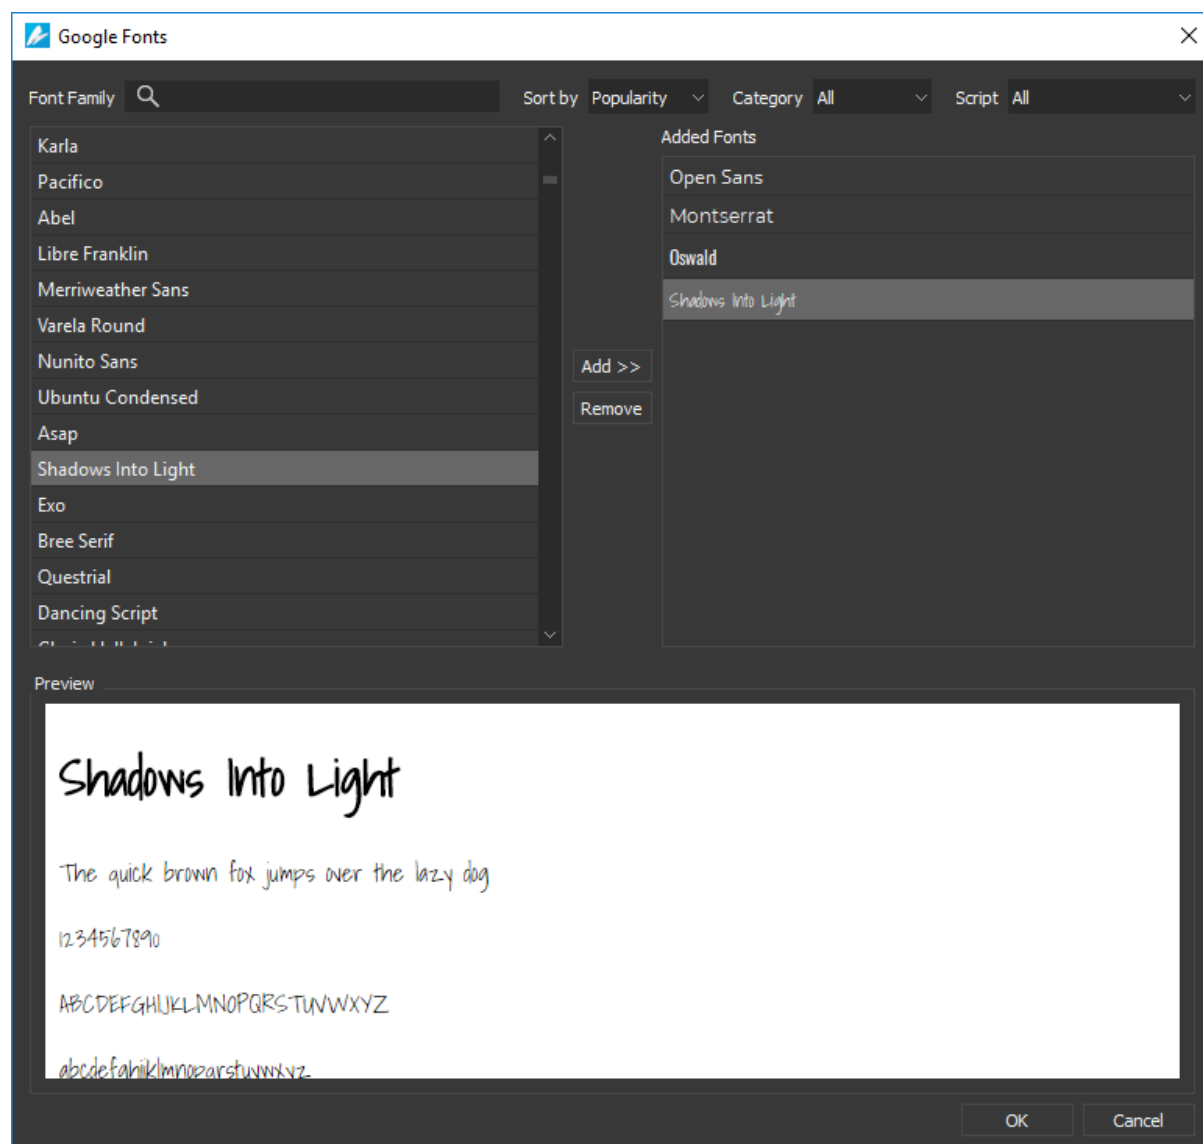 Google Fonts
Font Family
Sort by Popularity Category All Script All
Added Fonts
Karla
Pacifico
Abel
Libre Franklin
Merriweather Sans
Varela Round
Nunito Sans
Ubuntu Condensed
Asap
Shadows Into Light
Exo
Bree Serif
Questrial
Dancing Script
Add >>
Remove
Open Sans
Montserrat
Oswald
Shadows Into Light
Preview
Shadows Into Light
The quick brown fox jumps over the lazy dog
1234567890
ABCDEFGHIJKLMNOPQRSTUVWXYZ
abcdefghijklmnopqrstuvwxyz
OK Cancel